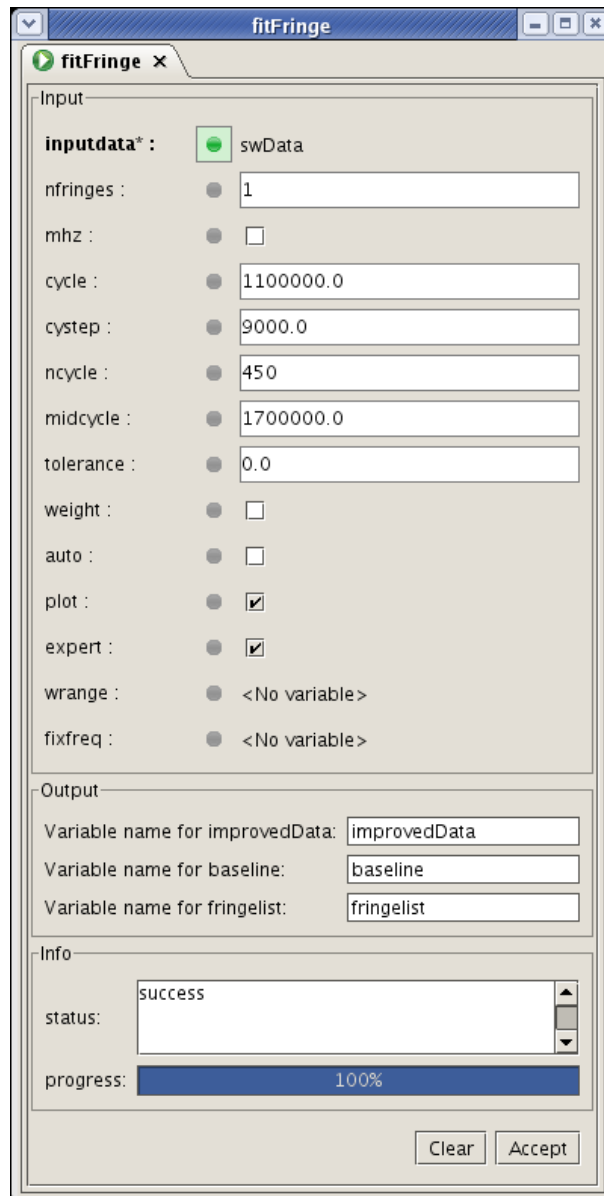 fitFringe
fitFringe
Input
inputdata* : swData
nfringes : 1
mhz :
cycle : 1100000.0
cystep : 9000.0
ncycle : 450
midcycle : 1700000.0
tolerance : 0.0
weight :
auto :
plot :
expert :
wrange : <No variable>
fixfreq : <No variable>
Output
Variable name for improvedData: improvedData
Variable name for baseline: baseline
Variable name for fringelist: fringelist
Info
status: success
progress: 100%
Clear Accept